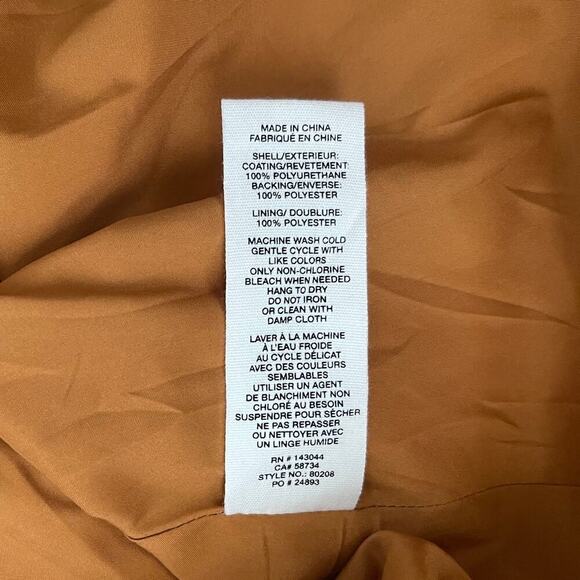 MADE IN CHINA
FABRIQUÉ EN CHINE
SHELL/EXTERIEUR:
COATING/REVETEMENT:
100% POLYURETHANE
BACKING/ENVERSE:
100% POLYESTER
LINING/ DOUBLURE:
100% POLYESTER
MACHINE WASH COLD
GENTLE CYCLE WITH
LIKE COLORS
ONLY NON-CHLORINE
BLEACH WHEN NEEDED
HANG TO DRY
DO NOT IRON
OR CLEAN WITH
DAMP CLOTH
LAVER À LA MACHINE
À L'EAU FROIDE
AU CYCLE DÉLICAT
AVEC DES COULEURS
SEMBLABLES
UTILISER UN AGENT
DE BLANCHIMENT NON
CHLORÉ AU BESOIN
SUSPENDRE POUR SÉCHER
NE PAS REPASSER
OU NETTOYER AVEC
UN LINGE HUMIDE
RN # 143044
CA# 58734
STYLE NO.: 80208
PO # 24893